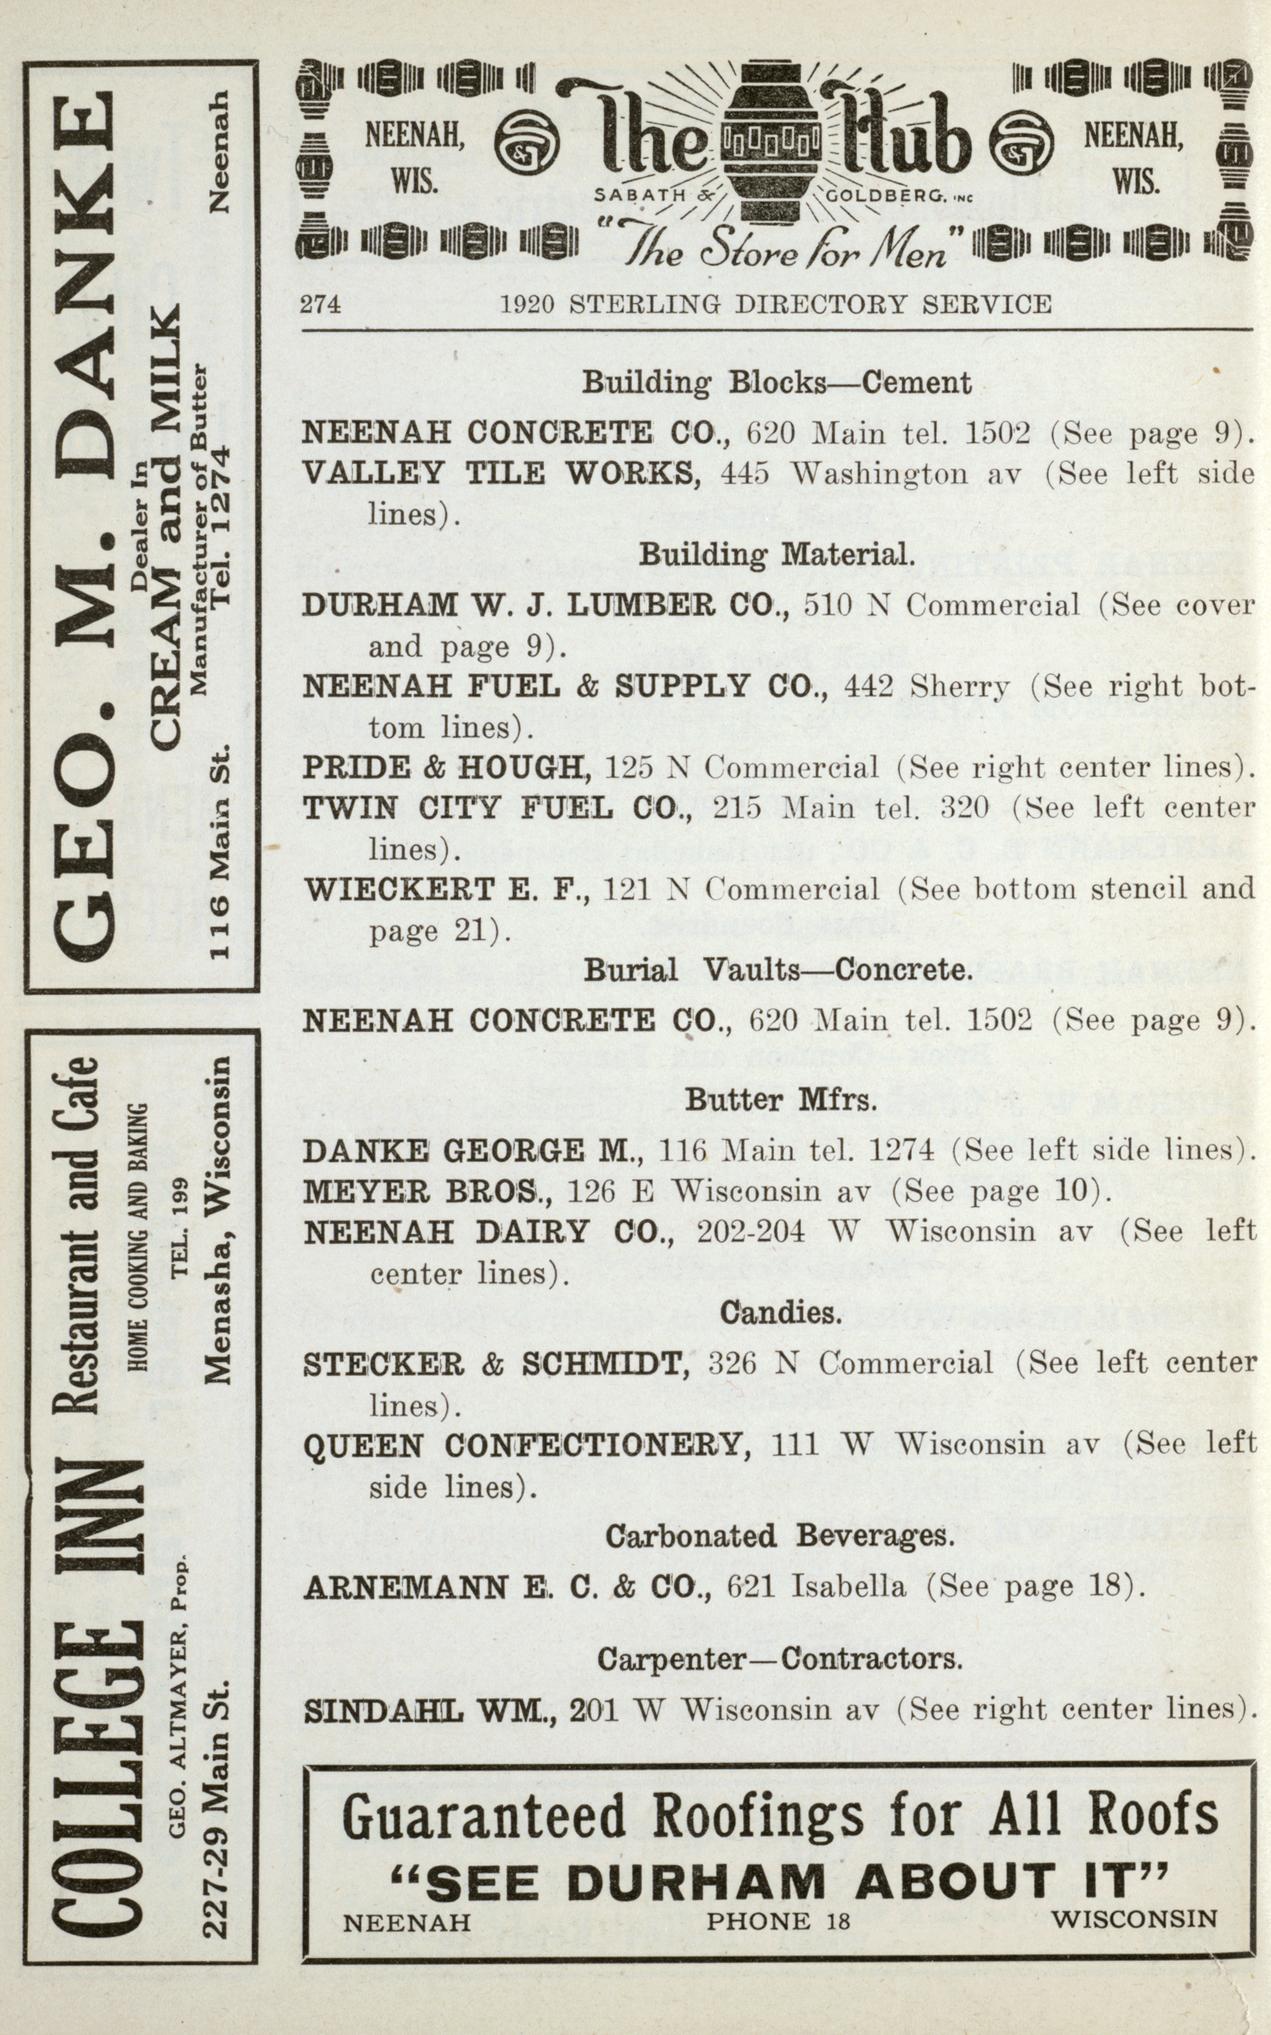 GEO. M. DANKE
Dealer In
CREAM and MILK
Manufacturer of Butter
116 Main St. Tel. 1274 Neenah
COLLEGE INN Restaurant and Cafe
HOME COOKING AND BAKING
GEO. ALTMAYER, Prop. TEL. 199
227-29 Main St. Menasha, Wisconsin
NEENAH,
WIS.
S&G
The Hub
S&G
NEENAH,
WIS.
SABATH & GOLDBERG, INC
"The Store for Men"
274 1920 STERLING DIRECTORY SERVICE
Building Blocks—Cement
NEENAH CONCRETE CO., 620 Main tel. 1502 (See page 9).
VALLEY TILE WORKS, 445 Washington av (See left side
lines).
Building Material.
DURHAM W. J. LUMBER CO., 510 N Commercial (See cover
and page 9).
NEENAH FUEL & SUPPLY CO., 442 Sherry (See right bot-
tom lines).
PRIDE & HOUGH, 125 N Commercial (See right center lines).
TWIN CITY FUEL CO., 215 Main tel. 320 (See left center
lines).
WIECKERT E. F., 121 N Commercial (See bottom stencil and
page 21).
Burial Vaults—Concrete.
NEENAH CONCRETE CO., 620 Main tel. 1502 (See page 9).
Butter Mfrs.
DANKE GEORGE M., 116 Main tel. 1274 (See left side lines).
MEYER BROS., 126 E Wisconsin av (See page 10).
NEENAH DAIRY CO., 202-204 W Wisconsin av (See left
center lines).
Candies.
STECKER & SCHMIDT, 326 N Commercial (See left center
lines).
QUEEN CONFECTIONERY, 111 W Wisconsin av (See left
side lines).
Carbonated Beverages.
ARNEMANN E. C. & CO., 621 Isabella (See page 18).
Carpenter—Contractors.
SINDAHL WM., 201 W Wisconsin av (See right center lines).
Guaranteed Roofings for All Roofs
"SEE DURHAM ABOUT IT"
NEENAH PHONE 18 WISCONSIN